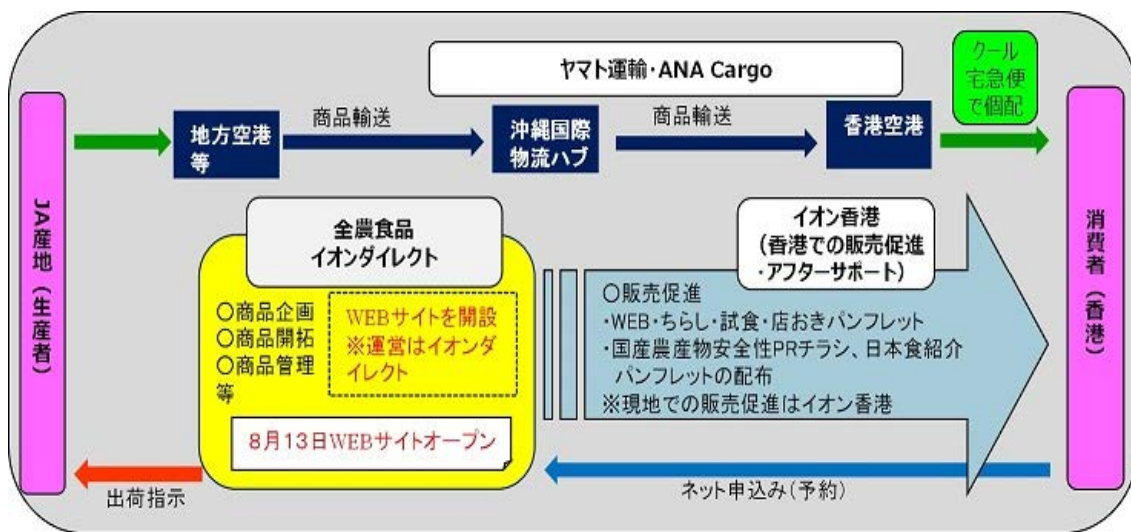 ヤマト運輸・ANA Cargo
クール
宅急便
で個配
JA産地（生産者）
地方空港
等
商品輸送
沖縄国際
物流ハブ
商品輸送
香港空港
消費者（香港）
全農食品
イオンダイレクト
〇商品企画
〇商品開拓
〇商品管理
等
WEBサイトを開設
※運営はイオンダ
イレクト
8月13日WEBサイトオープン
イオン香港
（香港での販売促進
・アフターサポート）
〇販売促進
・WEB・ちらし・試食・店おきパンフレット
・国産農産物安全性PRチラシ、日本食紹介
パンフレットの配布
※現地での販売促進はイオン香港
出荷指示
ネット申込み（予約）